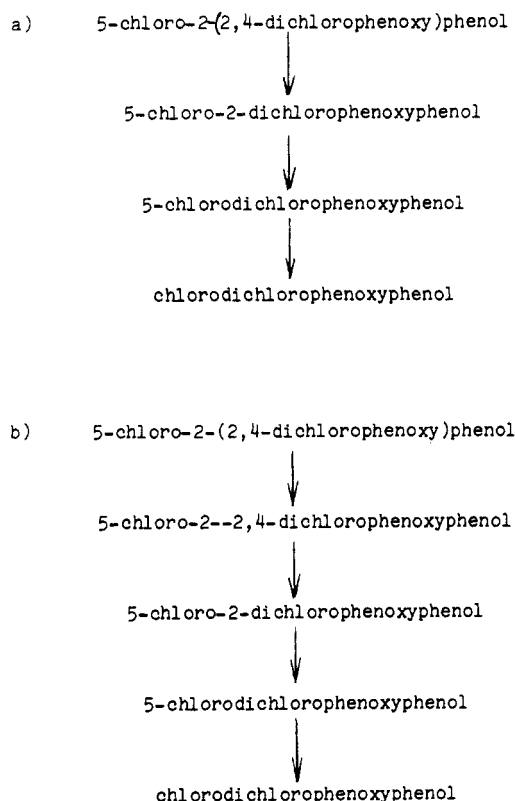 a) 5-chloro-2-(2,4-dichlorophenoxy)phenol
5-chloro-2-dichlorophenoxyphenol
5-chlorodichlorophenoxyphenol
chlorodichlorophenoxyphenol
b) 5-chloro-2-(2,4-dichlorophenoxy)phenol
5-chloro-2--2,4-dichlorophenoxyphenol
5-chloro-2-dichlorophenoxyphenol
5-chlorodichlorophenoxyphenol
chlorodichlorophenoxyphenol